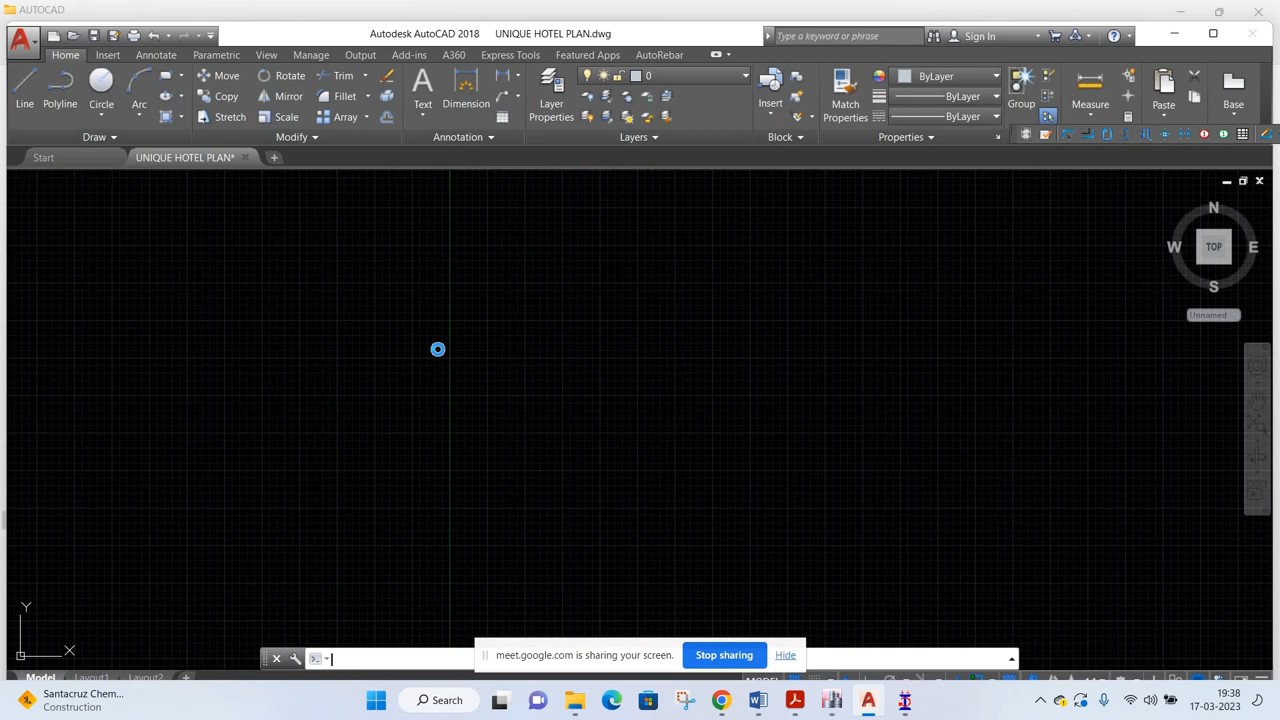 AUTOCAD
Autodesk AutoCAD 2018 UNIQUE HOTEL PLAN.dwg
Type a keyword or phrase
Sign In
Home Insert Annotate Parametric View Manage Output Add-ins A360 Express Tools Featured Apps AutoRebar
Line Polyline Circle Arc
Move Rotate Trim
Copy Mirror Fillet
Stretch Scale Array
Text Dimension
Layer Properties
0
Insert
Match Properties
ByLayer
ByLayer
ByLayer
Group Measure Paste Base
Draw Modify Annotation Layers Block Properties
Start UNIQUE HOTEL PLAN*
N
W TOP E
S
Unnamed
Y
X
meet.google.com is sharing your screen. Stop sharing Hide
Model Layout1 Layout2
MODEL
Santacruz Chem...
Construction
Search
19:38
17-03-2023